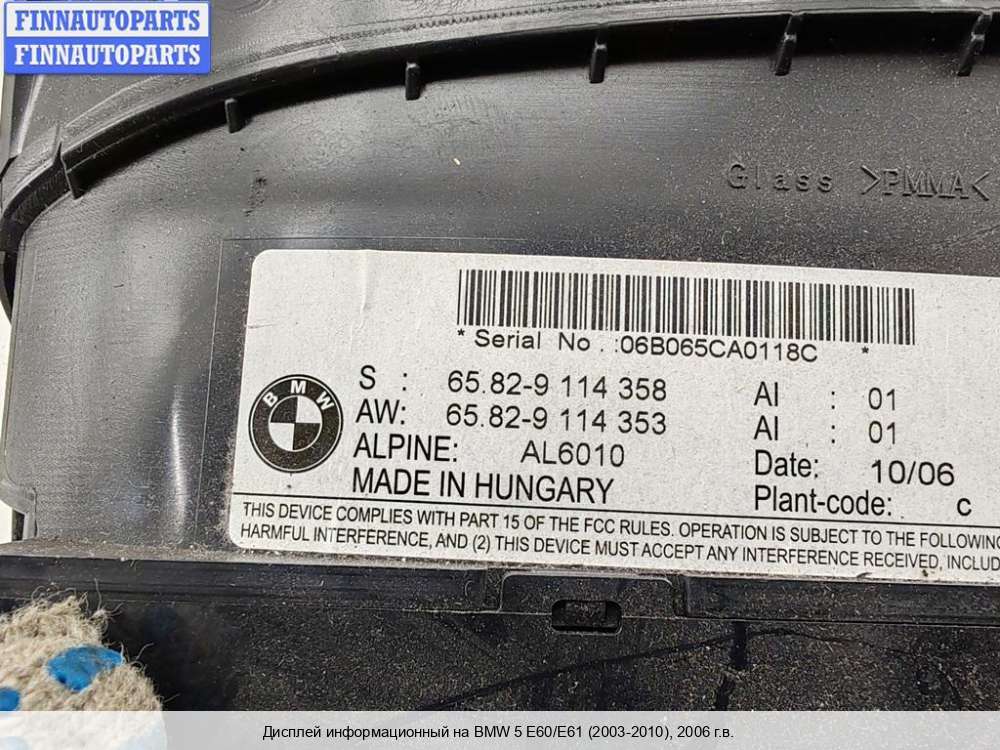 FINNAUTOPARTS
FINNAUTOPARTS
Glass >PMMA<
* Serial No. :06B065CA0118C *
BMW
S : 65.82-9 114 358 AI : 01
AW: 65.82-9 114 353 AI : 01
ALPINE: AL6010 Date: 10/06
MADE IN HUNGARY Plant-code: c
THIS DEVICE COMPLIES WITH PART 15 OF THE FCC RULES. OPERATION IS SUBJECT TO THE FOLLOWING
HARMFUL INTERFERENCE, AND (2) THIS DEVICE MUST ACCEPT ANY INTERFERENCE RECEIVED, INCLUD
Дисплей информационный на BMW 5 E60/E61 (2003-2010), 2006 г.в.